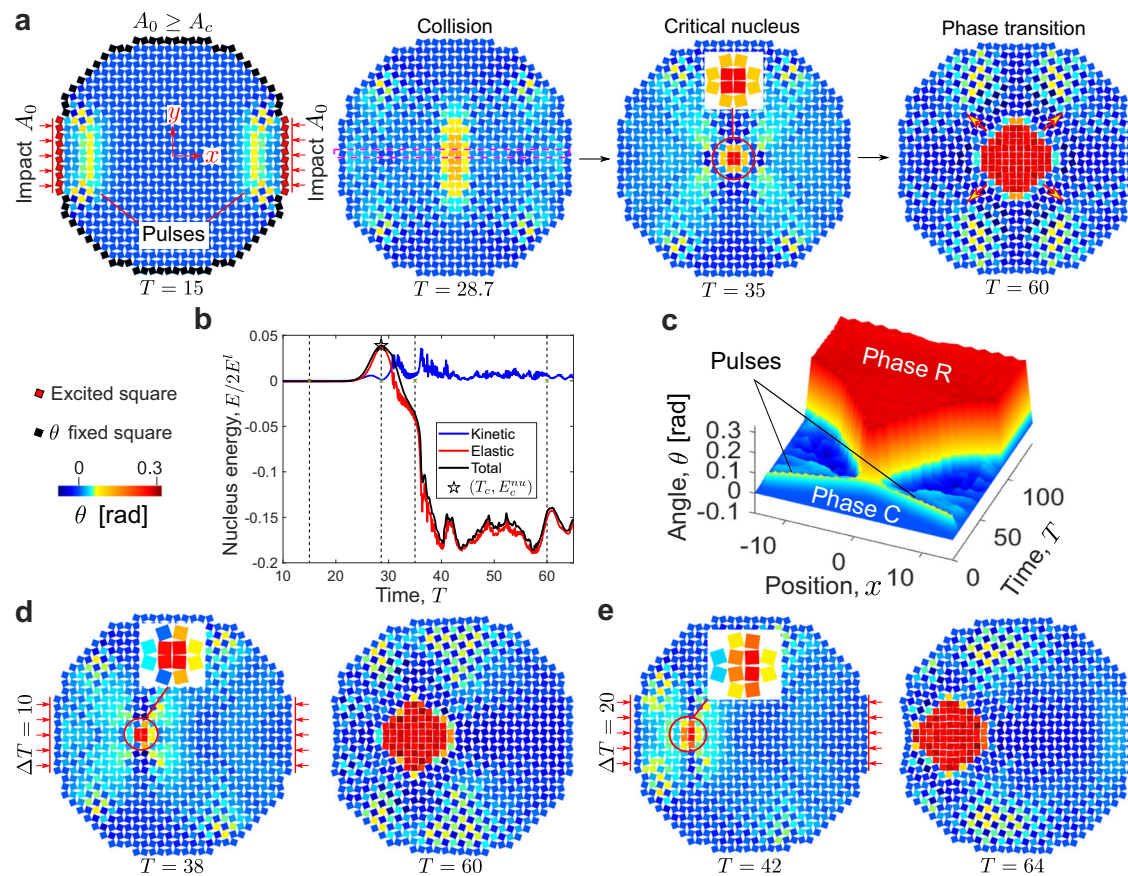 a
A₀ ≥ A_c
Collision
Critical nucleus
Phase transition
Impact A₀
y
x
Pulses
Impact A₀
T = 15
T = 28.7
T = 35
T = 60
Excited square
θ fixed square
0 0.3
θ [rad]
b
Nucleus energy, E/2E^l
0.05
0
-0.05
-0.1
-0.15
-0.2
10 20 30 40 50 60
Time, T
Kinetic
Elastic
Total
(T_c, E_c^{nu})
c
Pulses
Phase R
Phase C
Angle, θ [rad]
0.3
0.2
0.1
0
-0.1
-10 0 10
Position, x
0 50 100
Time, T
d
ΔT = 10
T = 38
T = 60
e
ΔT = 20
T = 42
T = 64